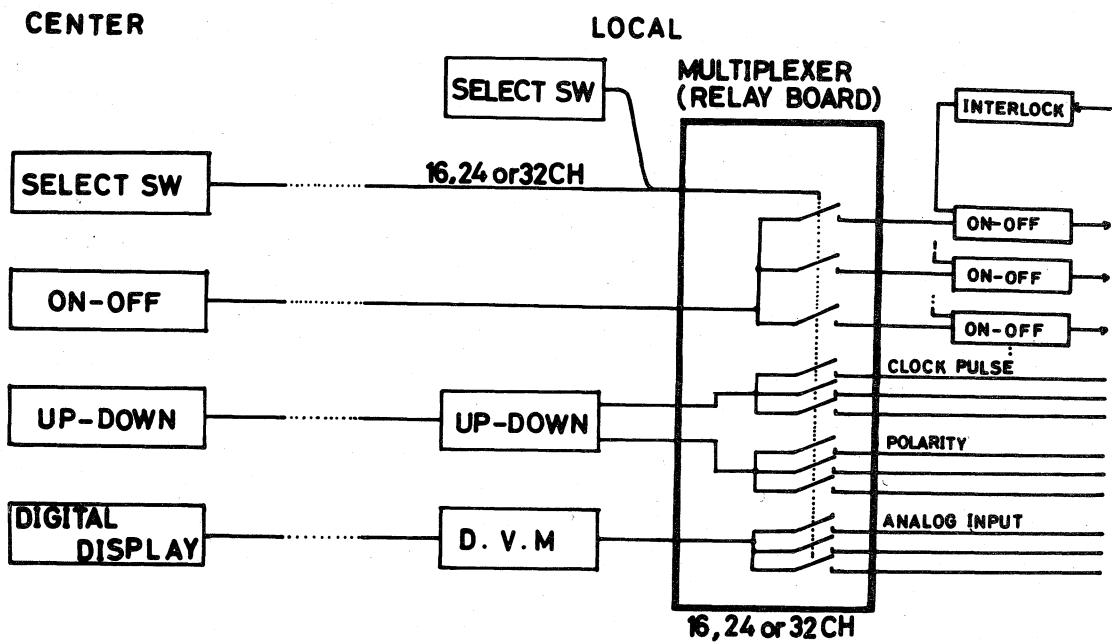 CENTER
LOCAL
SELECT SW
MULTIPLEXER
(RELAY BOARD)
INTERLOCK
SELECT SW
16,24 or 32CH
ON-OFF
ON-OFF
ON-OFF
ON-OFF
CLOCK PULSE
UP-DOWN
UP-DOWN
POLARITY
DIGITAL
DISPLAY
D. V. M
ANALOG INPUT
16,24 or 32CH